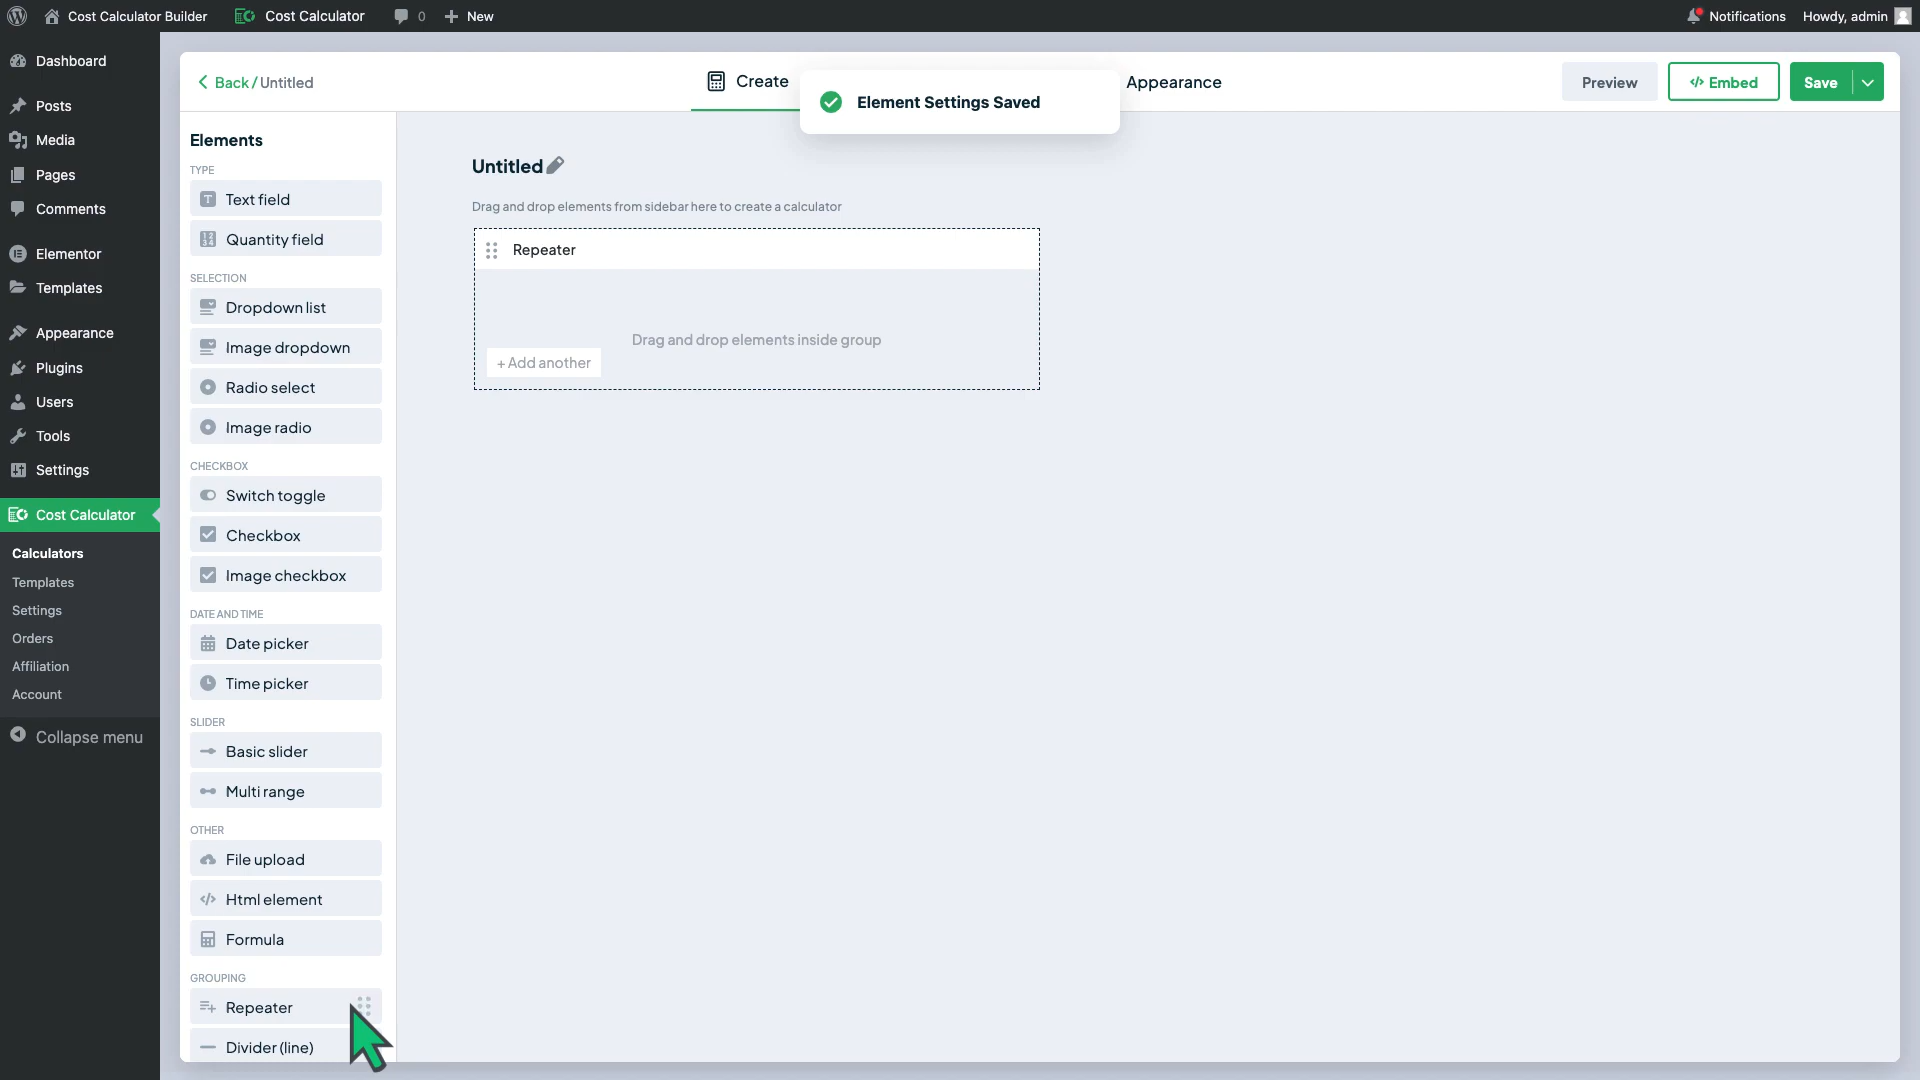 Cost Calculator Builder
Cost Calculator
0
New
Notifications
Howdy, admin
Dashboard
Posts
Media
Pages
Comments
Elementor
Templates
Appearance
Plugins
Users
Tools
Settings
Cost Calculator
Calculators
Templates
Settings
Orders
Affiliation
Account
Collapse menu
Back / Untitled
Create
Element Settings Saved
Appearance
Preview
</> Embed
Save
Elements
TYPE
Text field
Quantity field
SELECTION
Dropdown list
Image dropdown
Radio select
Image radio
CHECKBOX
Switch toggle
Checkbox
Image checkbox
DATE AND TIME
Date picker
Time picker
SLIDER
Basic slider
Multi range
OTHER
File upload
Html element
Formula
GROUPING
Repeater
Divider (line)
Untitled
Drag and drop elements from sidebar here to create a calculator
Repeater
Drag and drop elements inside group
+ Add another